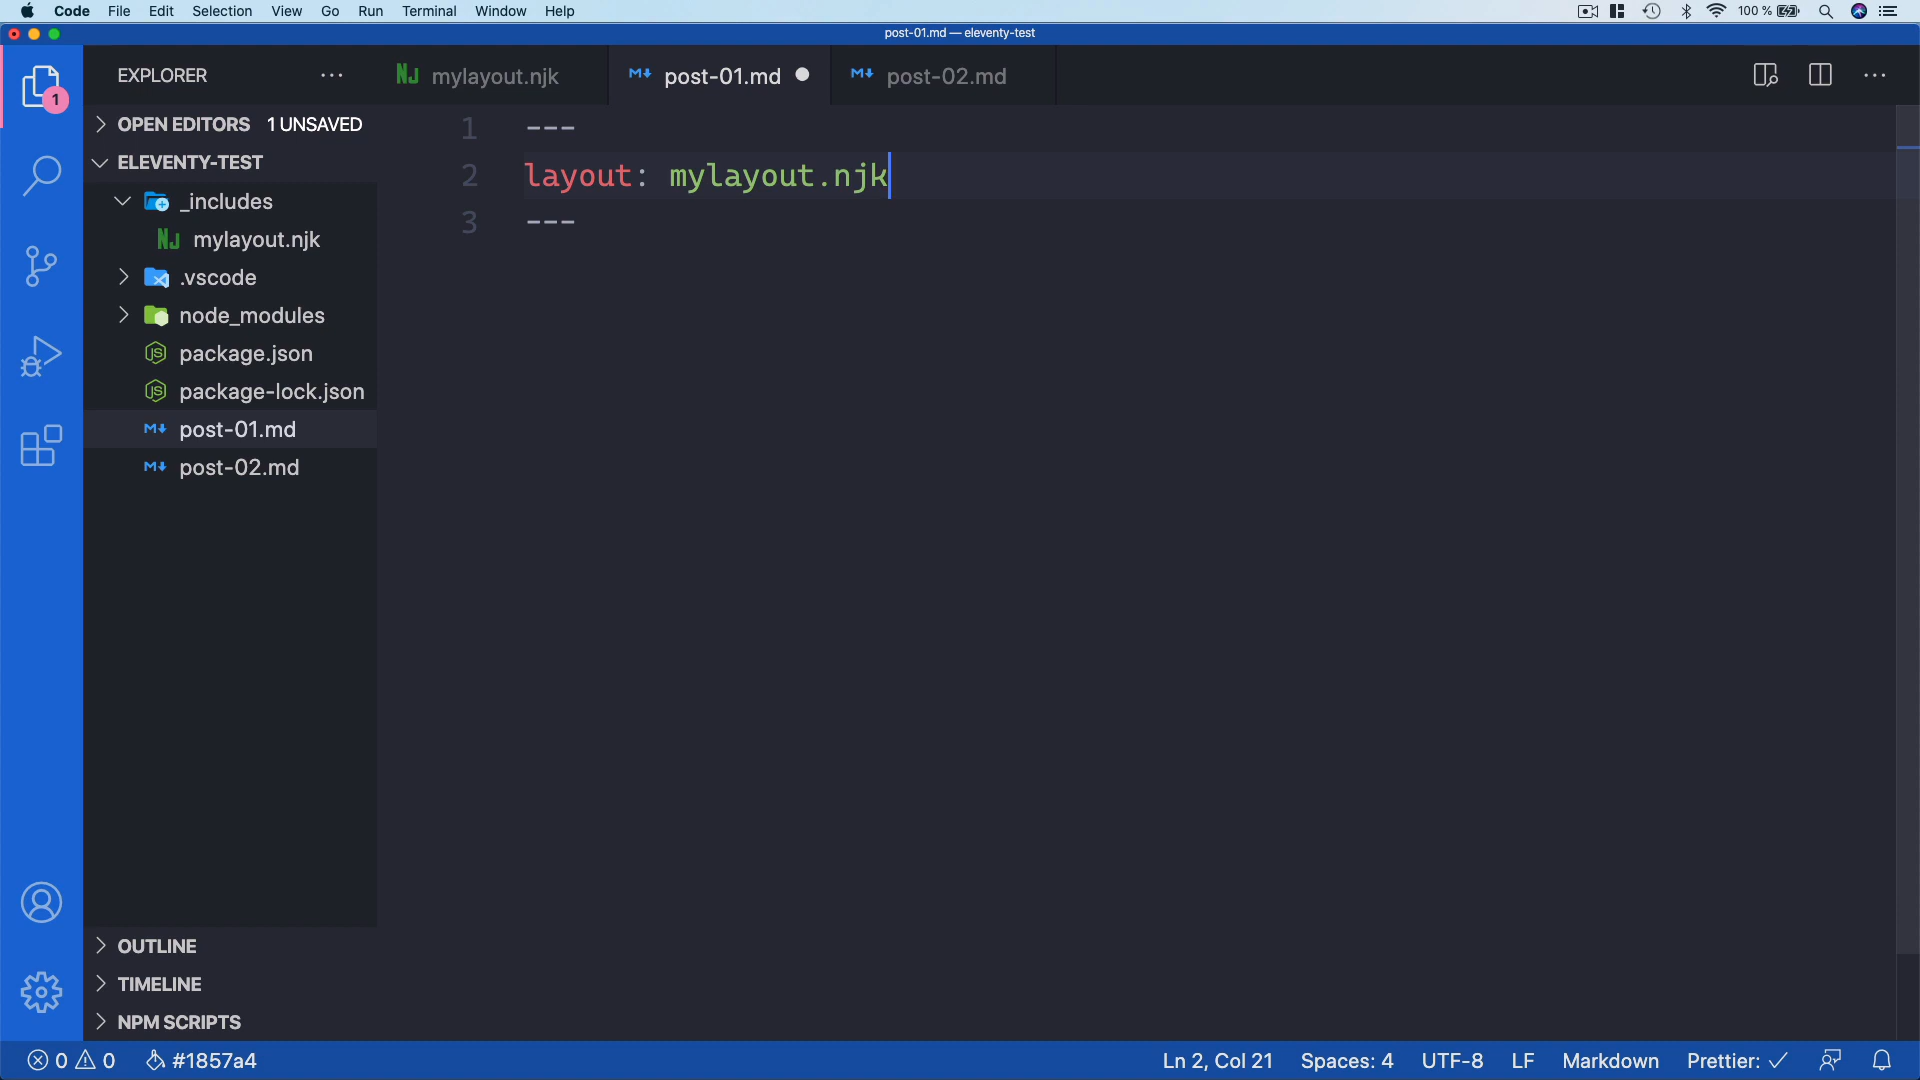 Code File Edit Selection View Go Run Terminal Window Help 100 %
post-01.md — eleventy-test
EXPLORER
mylayout.njk
post-01.md
post-02.md
1
OPEN EDITORS 1 UNSAVED
ELEVENTY-TEST
_includes
mylayout.njk
.vscode
node_modules
package.json
package-lock.json
post-01.md
post-02.md
OUTLINE
TIMELINE
NPM SCRIPTS
1 ---
2 layout: mylayout.njk
3 ---
0 0 #1857a4 Ln 2, Col 21 Spaces: 4 UTF-8 LF Markdown Prettier: ✓